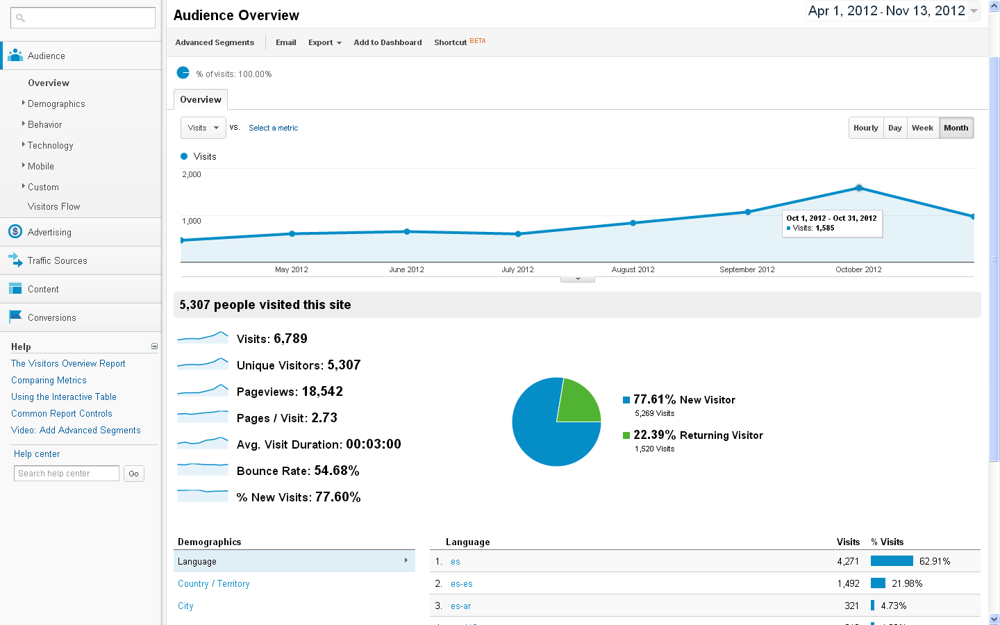 Audience Overview
Apr 1, 2012 - Nov 13, 2012
Advanced Segments
Email
Export
Add to Dashboard
Shortcut BETA
Audience
Overview
Demographics
Behavior
Technology
Mobile
Custom
Visitors Flow
Advertising
Traffic Sources
Content
Conversions
Help
The Visitors Overview Report
Comparing Metrics
Using the Interactive Table
Common Report Controls
Video: Add Advanced Segments
Help center
Search help center
Go
% of visits: 100.00%
Overview
Visits
vs.
Select a metric
Hourly
Day
Week
Month
Visits
2,000
1,000
Oct 1, 2012 - Oct 31, 2012
Visits: 1,585
May 2012
June 2012
July 2012
August 2012
September 2012
October 2012
5,307 people visited this site
Visits: 6,789
Unique Visitors: 5,307
Pageviews: 18,542
Pages / Visit: 2.73
Avg. Visit Duration: 00:03:00
Bounce Rate: 54.68%
% New Visits: 77.60%
77.61% New Visitor
5,269 Visits
22.39% Returning Visitor
1,520 Visits
Demographics
Language
Country / Territory
City
Language
Visits
% Visits
1. es 4,271 62.91%
2. es-es 1,492 21.98%
3. es-ar 321 4.73%